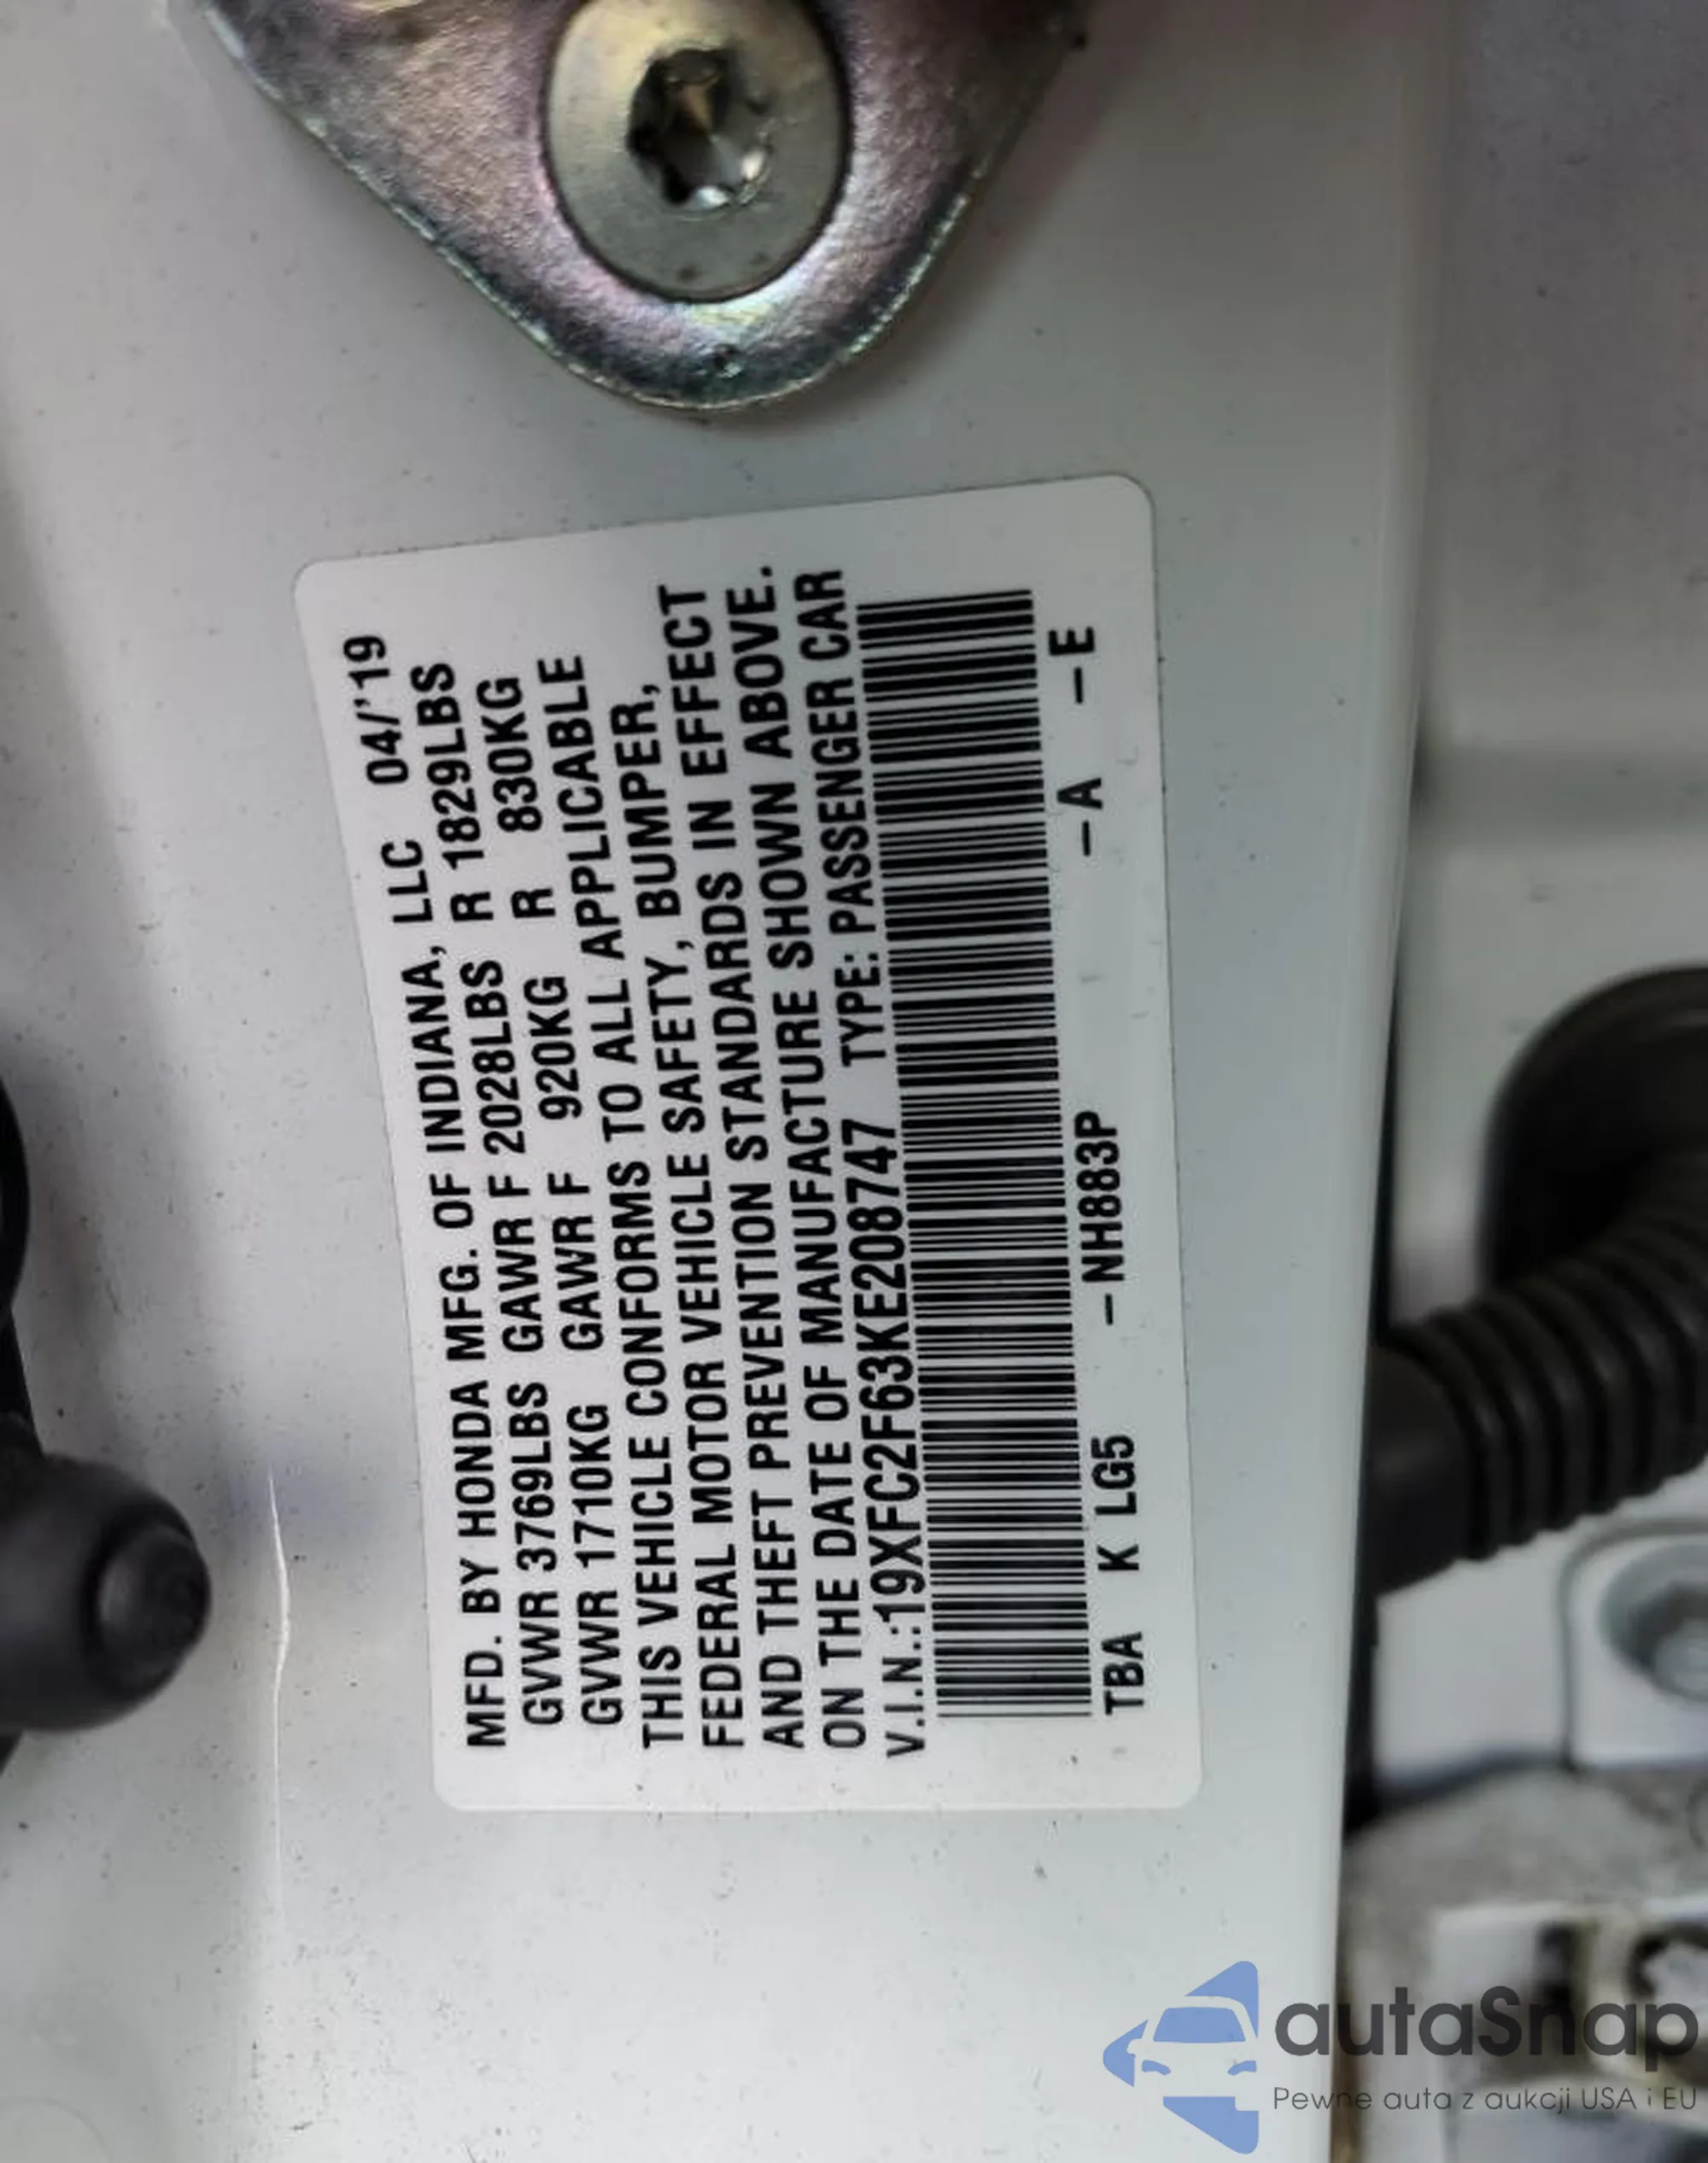 MFD. BY HONDA MFG. OF INDIANA, LLC 04/'19
GVWR 3769LBS GAWR F 2028LBS R 1829LBS
GVWR 1710KG GAWR F 920KG R 830KG
THIS VEHICLE CONFORMS TO ALL APPLICABLE
FEDERAL MOTOR VEHICLE SAFETY, BUMPER,
AND THEFT PREVENTION STANDARDS IN EFFECT
ON THE DATE OF MANUFACTURE SHOWN ABOVE.
V.I.N.:19XFC2F63KE208747 TYPE: PASSENGER CAR
TBA K LG5 –NH883P –A –E
autaSnap
Pewne auta z aukcji USA i EU